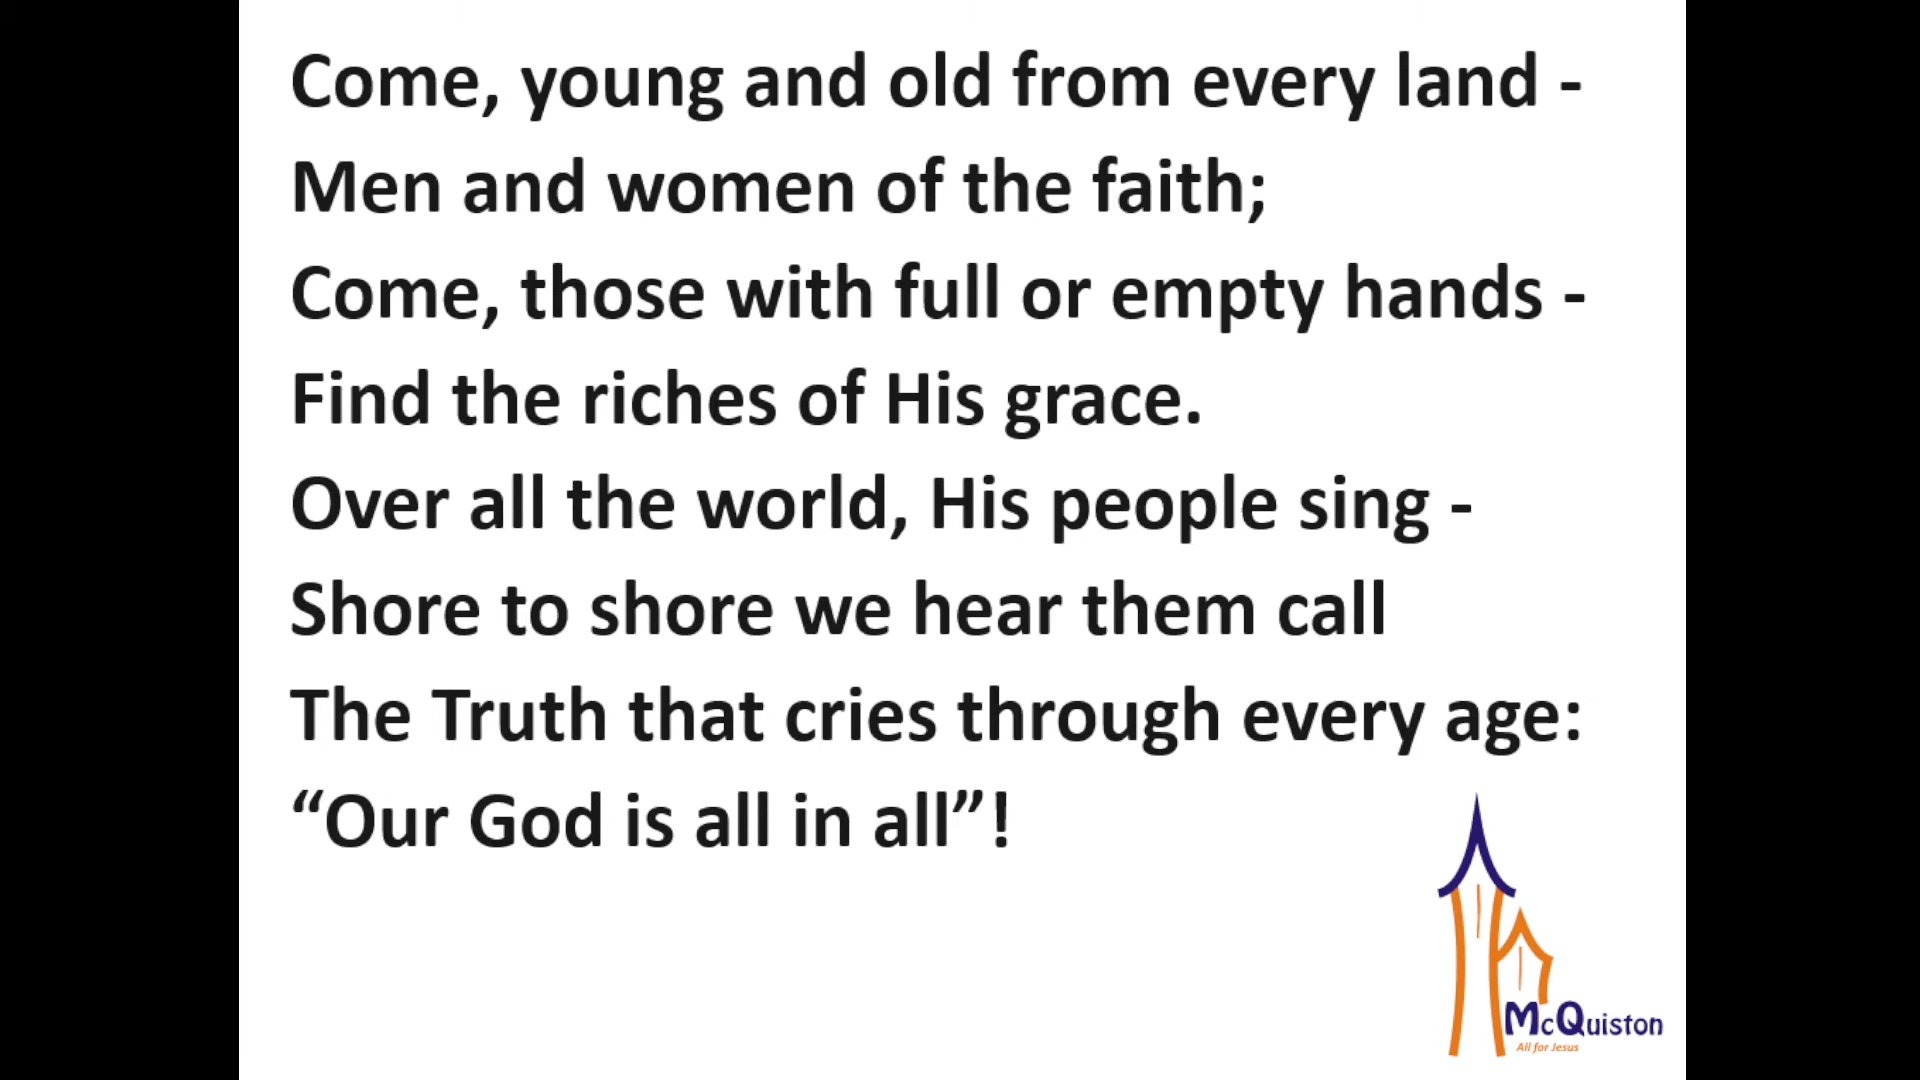 Come, young and old from every land -
Men and women of the faith;
Come, those with full or empty hands -
Find the riches of His grace.
Over all the world, His people sing -
Shore to shore we hear them call
The Truth that cries through every age:
“Our God is all in all”!
McQuiston
All for Jesus